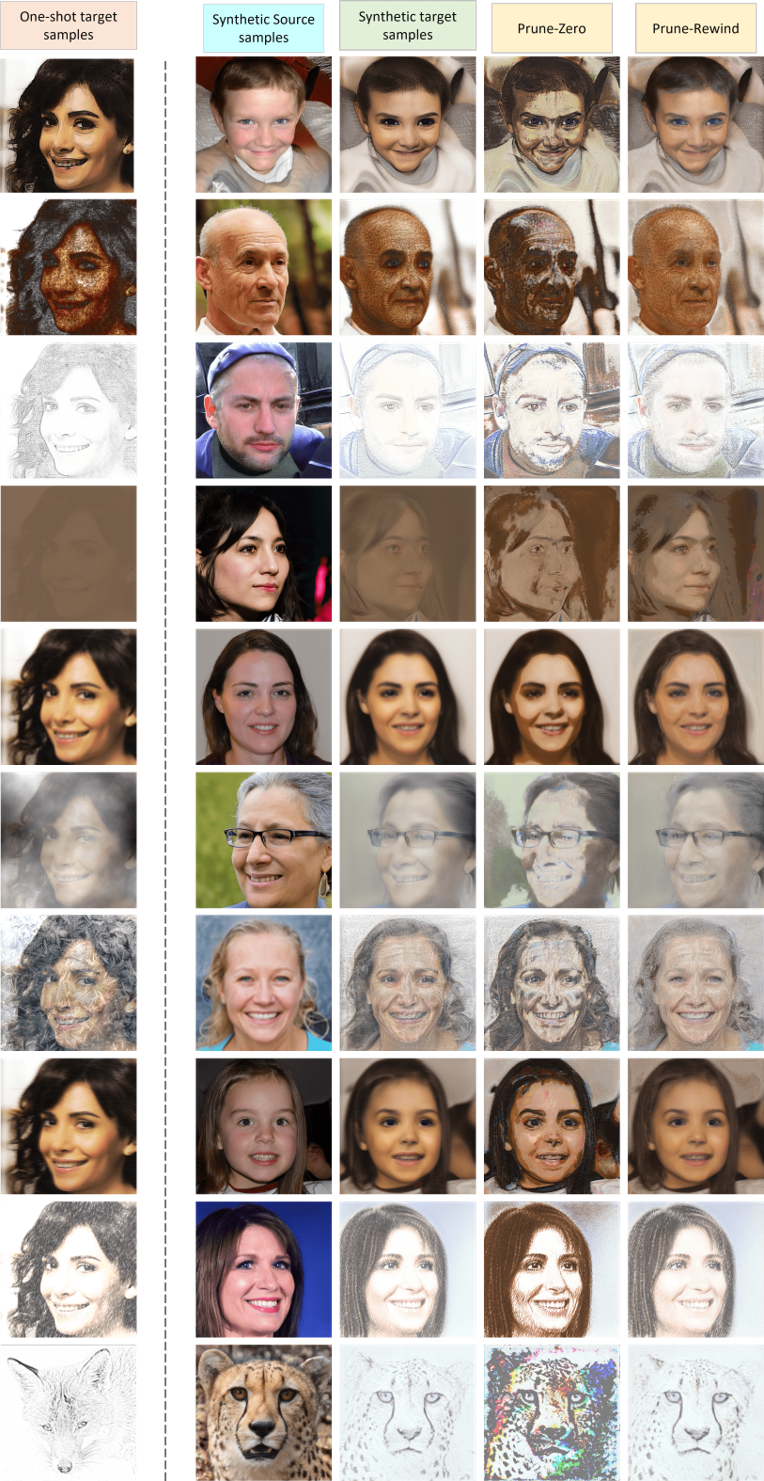 One-shot target
samples
Synthetic Source
samples
Synthetic target
samples
Prune-Zero
Prune-Rewind